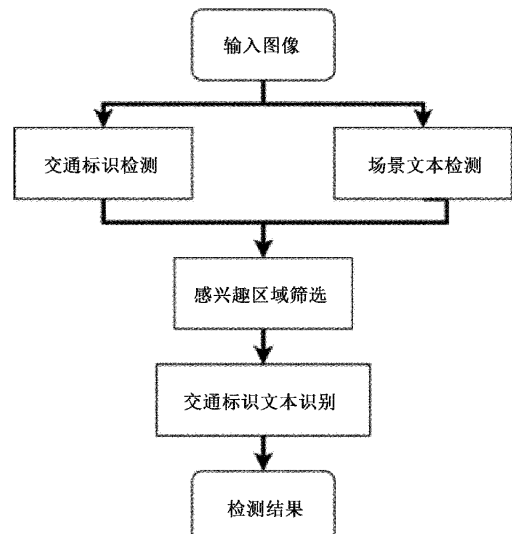 输入图像
交通标识检测
场景文本检测
感兴趣区域筛选
交通标识文本识别
检测结果